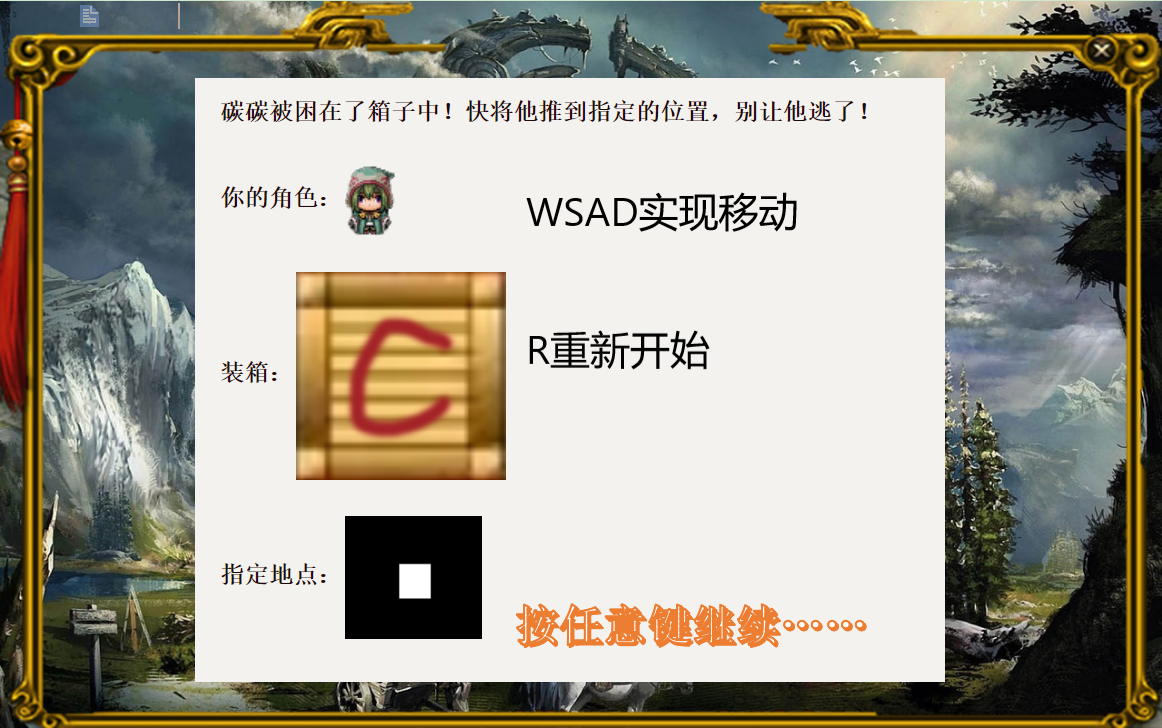 碳碳被困在了箱子中！快将他推到指定的位置，别让他逃了！
你的角色：
WSAD实现移动
装箱：
C
R重新开始
指定地点：
按任意键继续……